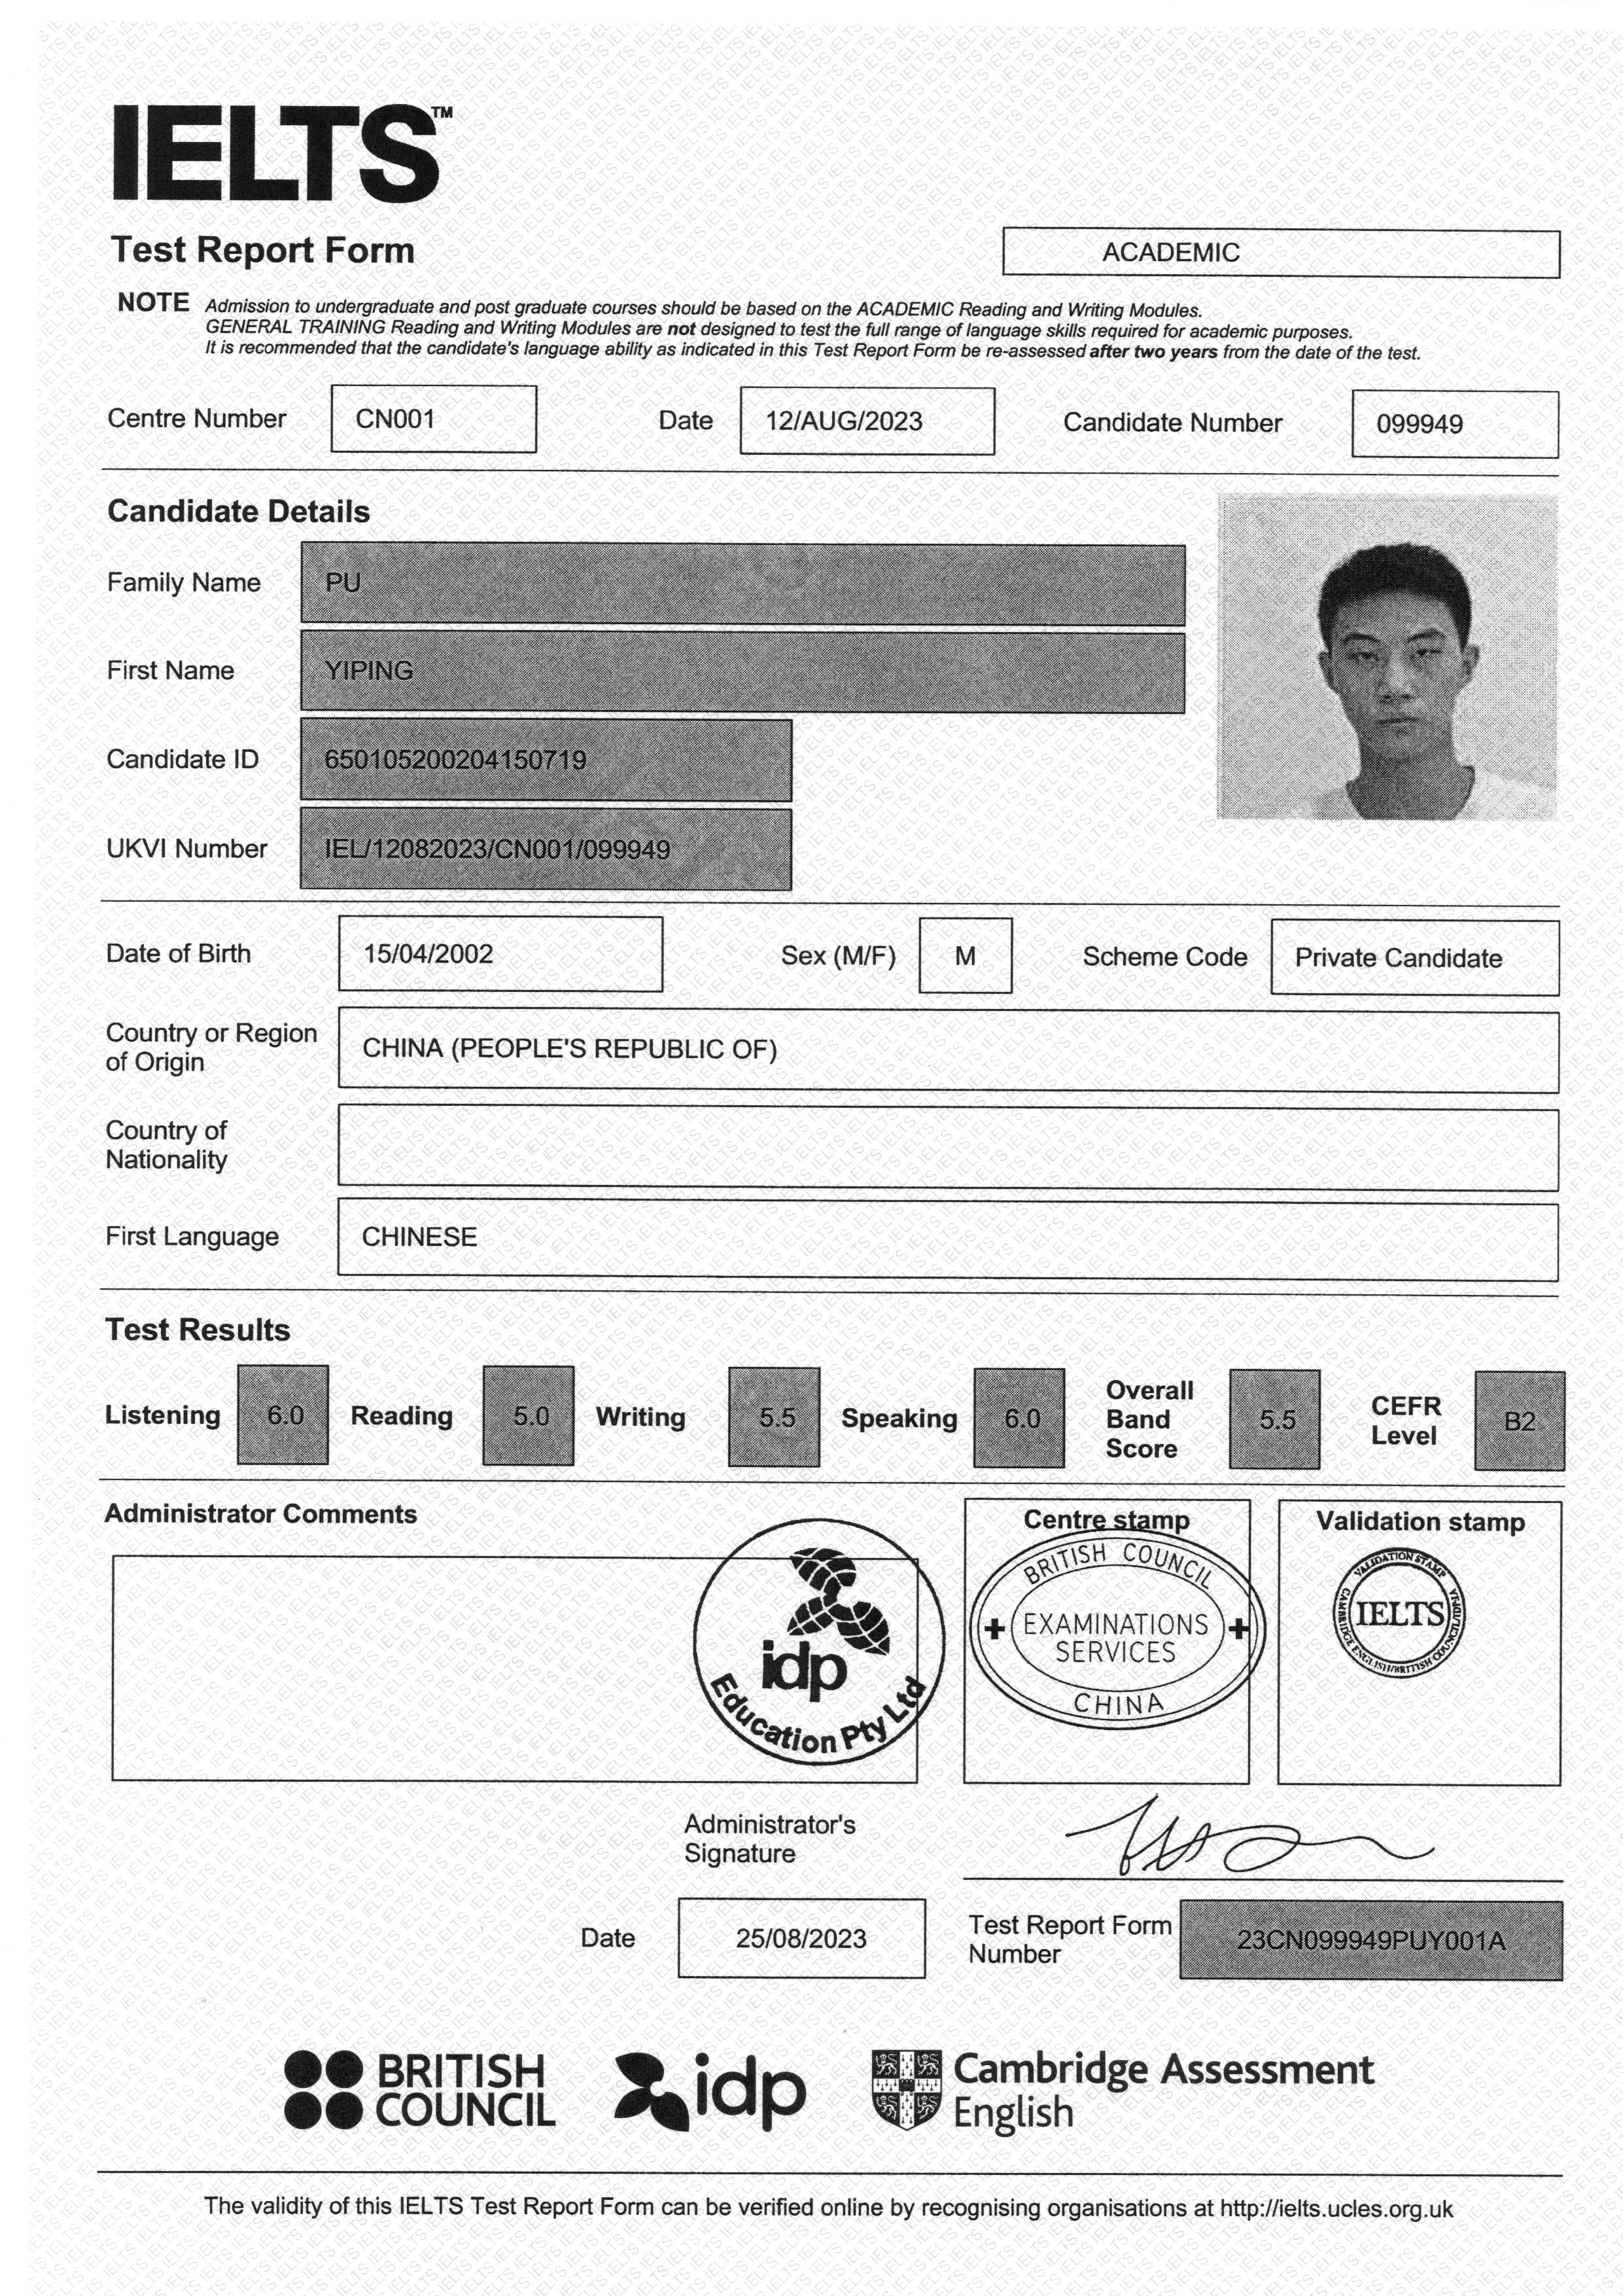 IELTS™
Test Report Form
ACADEMIC
NOTE Admission to undergraduate and post graduate courses should be based on the ACADEMIC Reading and Writing Modules.
GENERAL TRAINING Reading and Writing Modules are not designed to test the full range of language skills required for academic purposes.
It is recommended that the candidate's language ability as indicated in this Test Report Form be re-assessed after two years from the date of the test.
Centre Number CN001 Date 12/AUG/2023 Candidate Number 099949
Candidate Details
Family Name PU
First Name YIPING
Candidate ID 650105200204150719
UKVI Number IEL/12082023/CN001/099949
Date of Birth 15/04/2002 Sex (M/F) M Scheme Code Private Candidate
Country or Region
of Origin
CHINA (PEOPLE'S REPUBLIC OF)
Country of
Nationality
First Language CHINESE
Test Results
Listening 6.0 Reading 5.0 Writing 5.5 Speaking 6.0
Overall
Band
Score
5.5
CEFR
Level
B2
Administrator Comments
idp
Education Pty Ltd
Centre stamp
BRITISH COUNCIL
EXAMINATIONS
SERVICES
CHINA
Validation stamp
VALIDATION STAMP
IELTS
CAMBRIDGE ENGLISH/BRITISH COUNCIL/IDP:IA
Administrator's
Signature
Date 25/08/2023
Test Report Form
Number
23CN099949PUY001A
BRITISH
COUNCIL
idp
Cambridge Assessment
English
The validity of this IELTS Test Report Form can be verified online by recognising organisations at http://ielts.ucles.org.uk